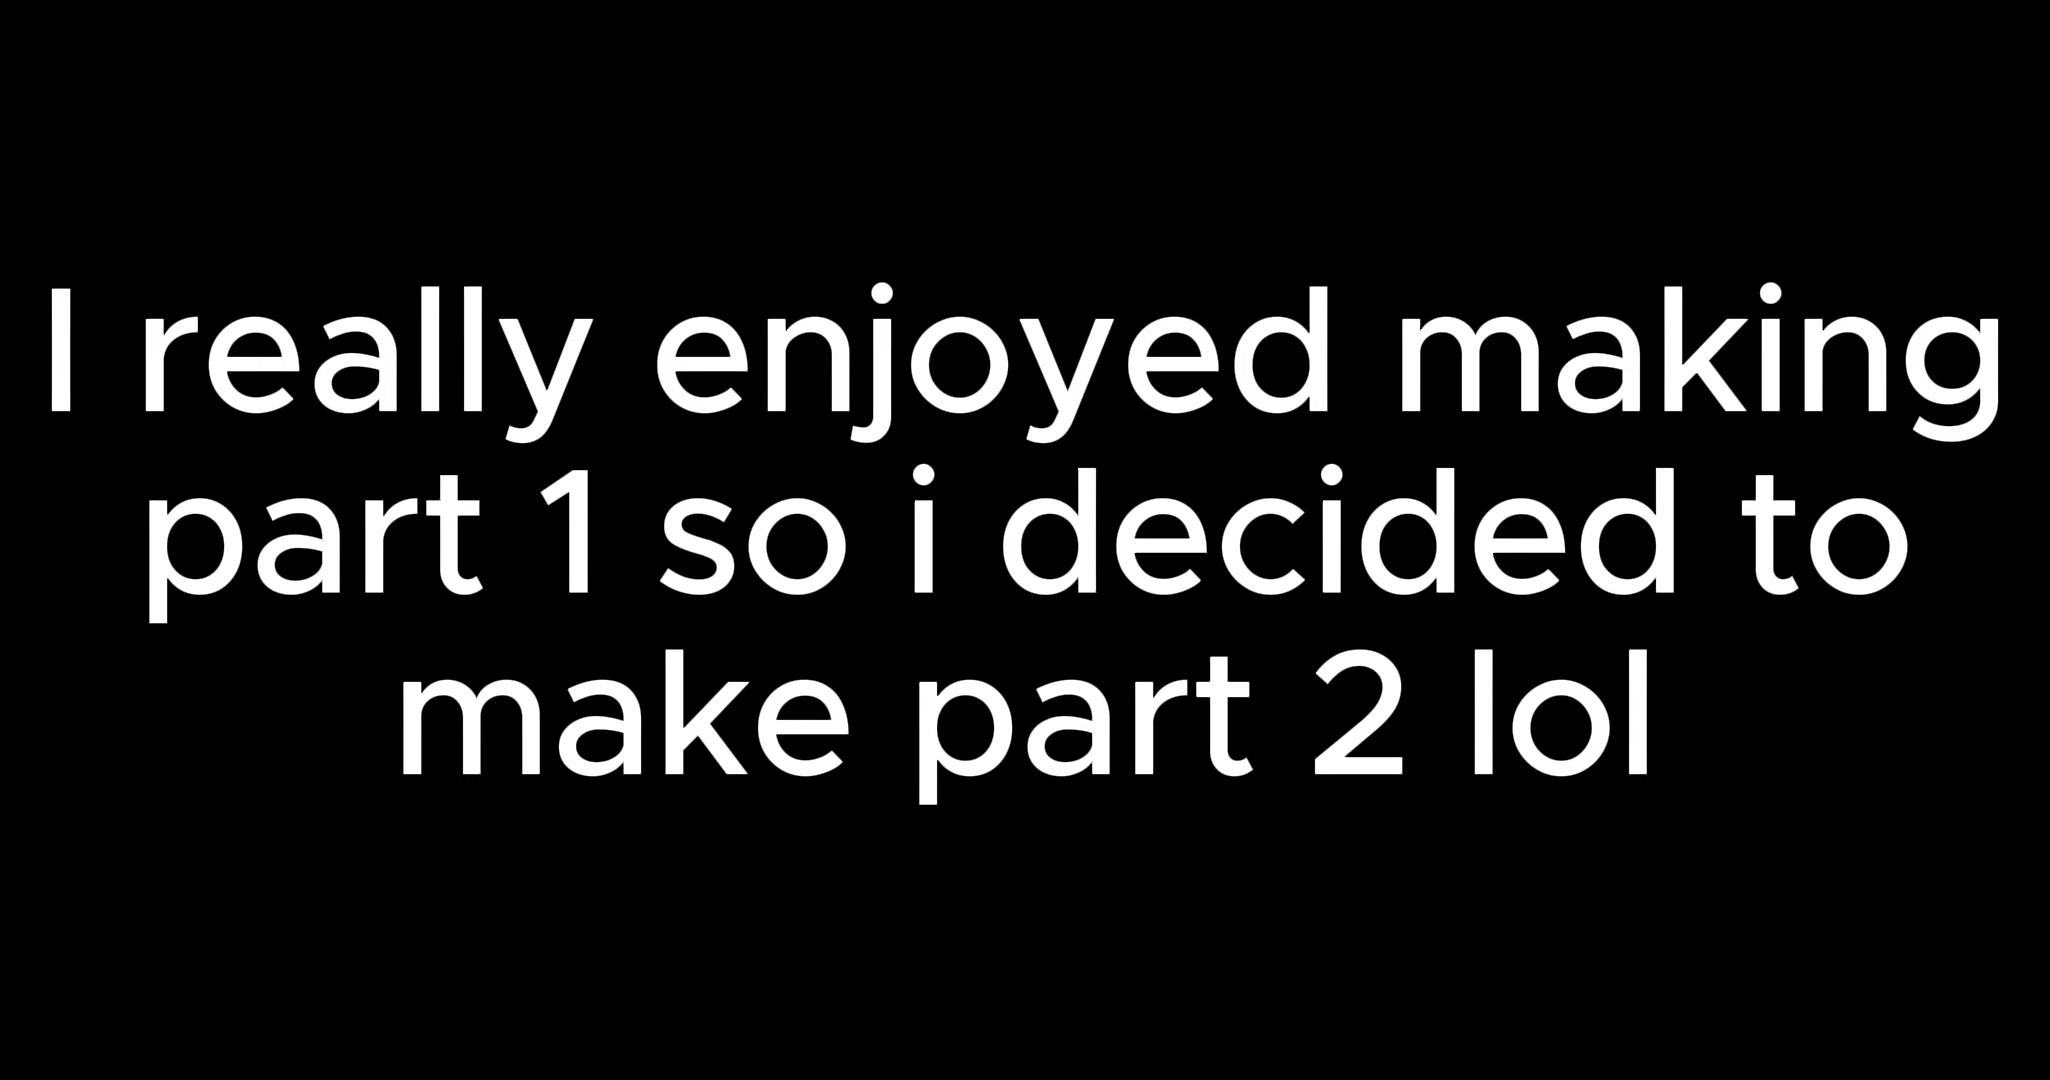 I really enjoyed making
part 1 so i decided to
make part 2 lol